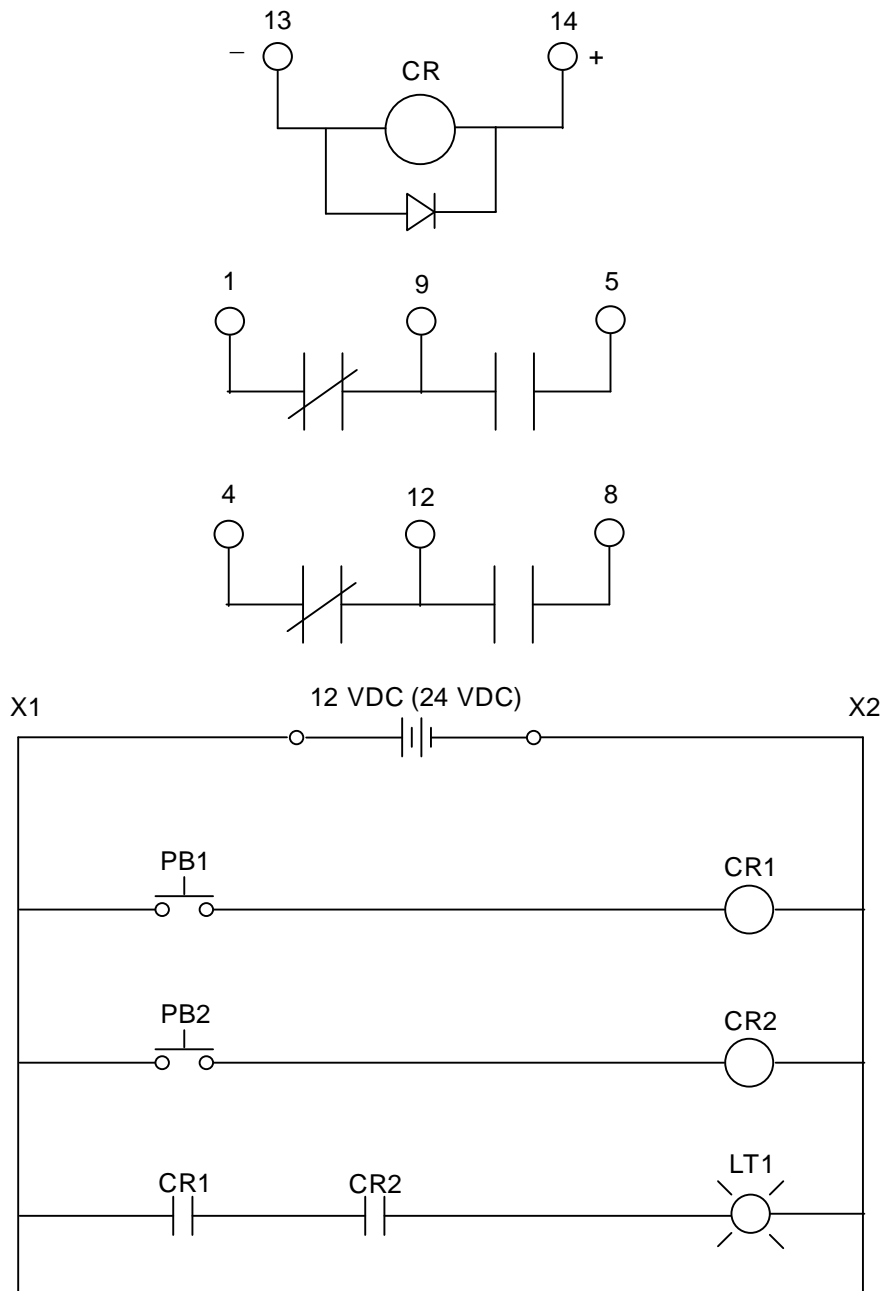 13 14
– +
CR
1 9 5
4 12 8
12 VDC (24 VDC)
X1 X2
PB1 CR1
PB2 CR2
CR1 CR2 LT1